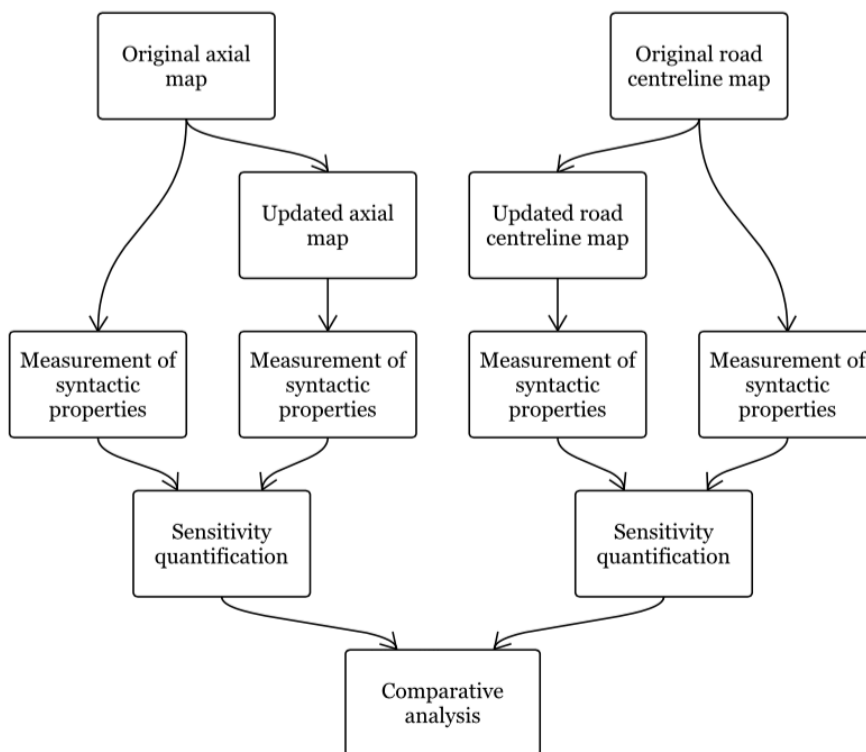 Original axial
map
Original road
centreline map
Updated axial
map
Updated road
centreline map
Measurement of
syntactic
properties
Measurement of
syntactic
properties
Measurement of
syntactic
properties
Measurement of
syntactic
properties
Sensitivity
quantification
Sensitivity
quantification
Comparative
analysis